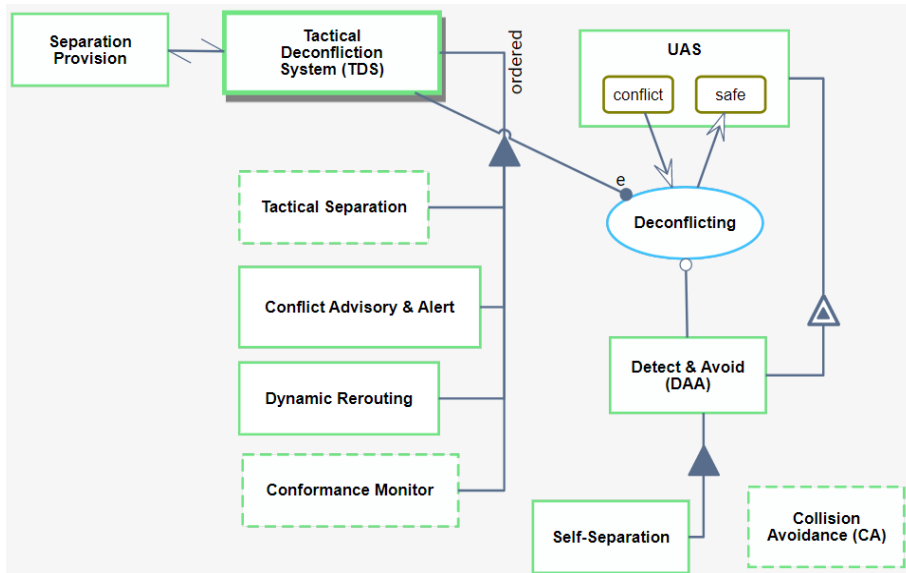 Separation
Provision
Tactical
Deconfliction
System (TDS)
ordered
UAS
conflict
safe
e
Tactical Separation
Deconflicting
Conflict Advisory & Alert
Detect & Avoid
(DAA)
Dynamic Rerouting
Conformance Monitor
Self-Separation
Collision
Avoidance (CA)